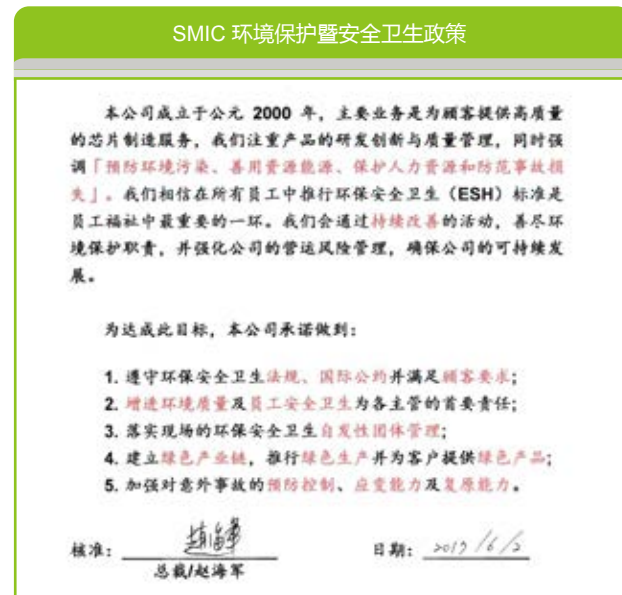 SMIC 环境保护暨安全卫生政策
本公司成立于公元 2000 年，主要业务是为顾客提供高质量
的芯片制造服务，我们注重产品的研发创新与质量管理，同时强
调「预防环境污染、善用资源能源、保护人力资源和防范事故损
失」。我们相信在所有员工中推行环保安全卫生（ESH）标准是
员工福祉中最重要的一环。我们会通过持续改善的活动，善尽环
境保护职责，并强化公司的营运风险管理，确保公司的可持续发
展。
为达成此目标，本公司承诺做到：
1. 遵守环保安全卫生法规、国际公约并满足顾客要求；
2. 增进环境质量及员工安全卫生为各主管的首要责任；
3. 落实现场的环保安全卫生自发性团体管理；
4. 建立绿色产业链，推行绿色生产并为客户提供绿色产品；
5. 加强对意外事故的预防控制、应变能力及复原能力。
核准： 赵海军 日期： 2019/6/2
总裁/赵海军